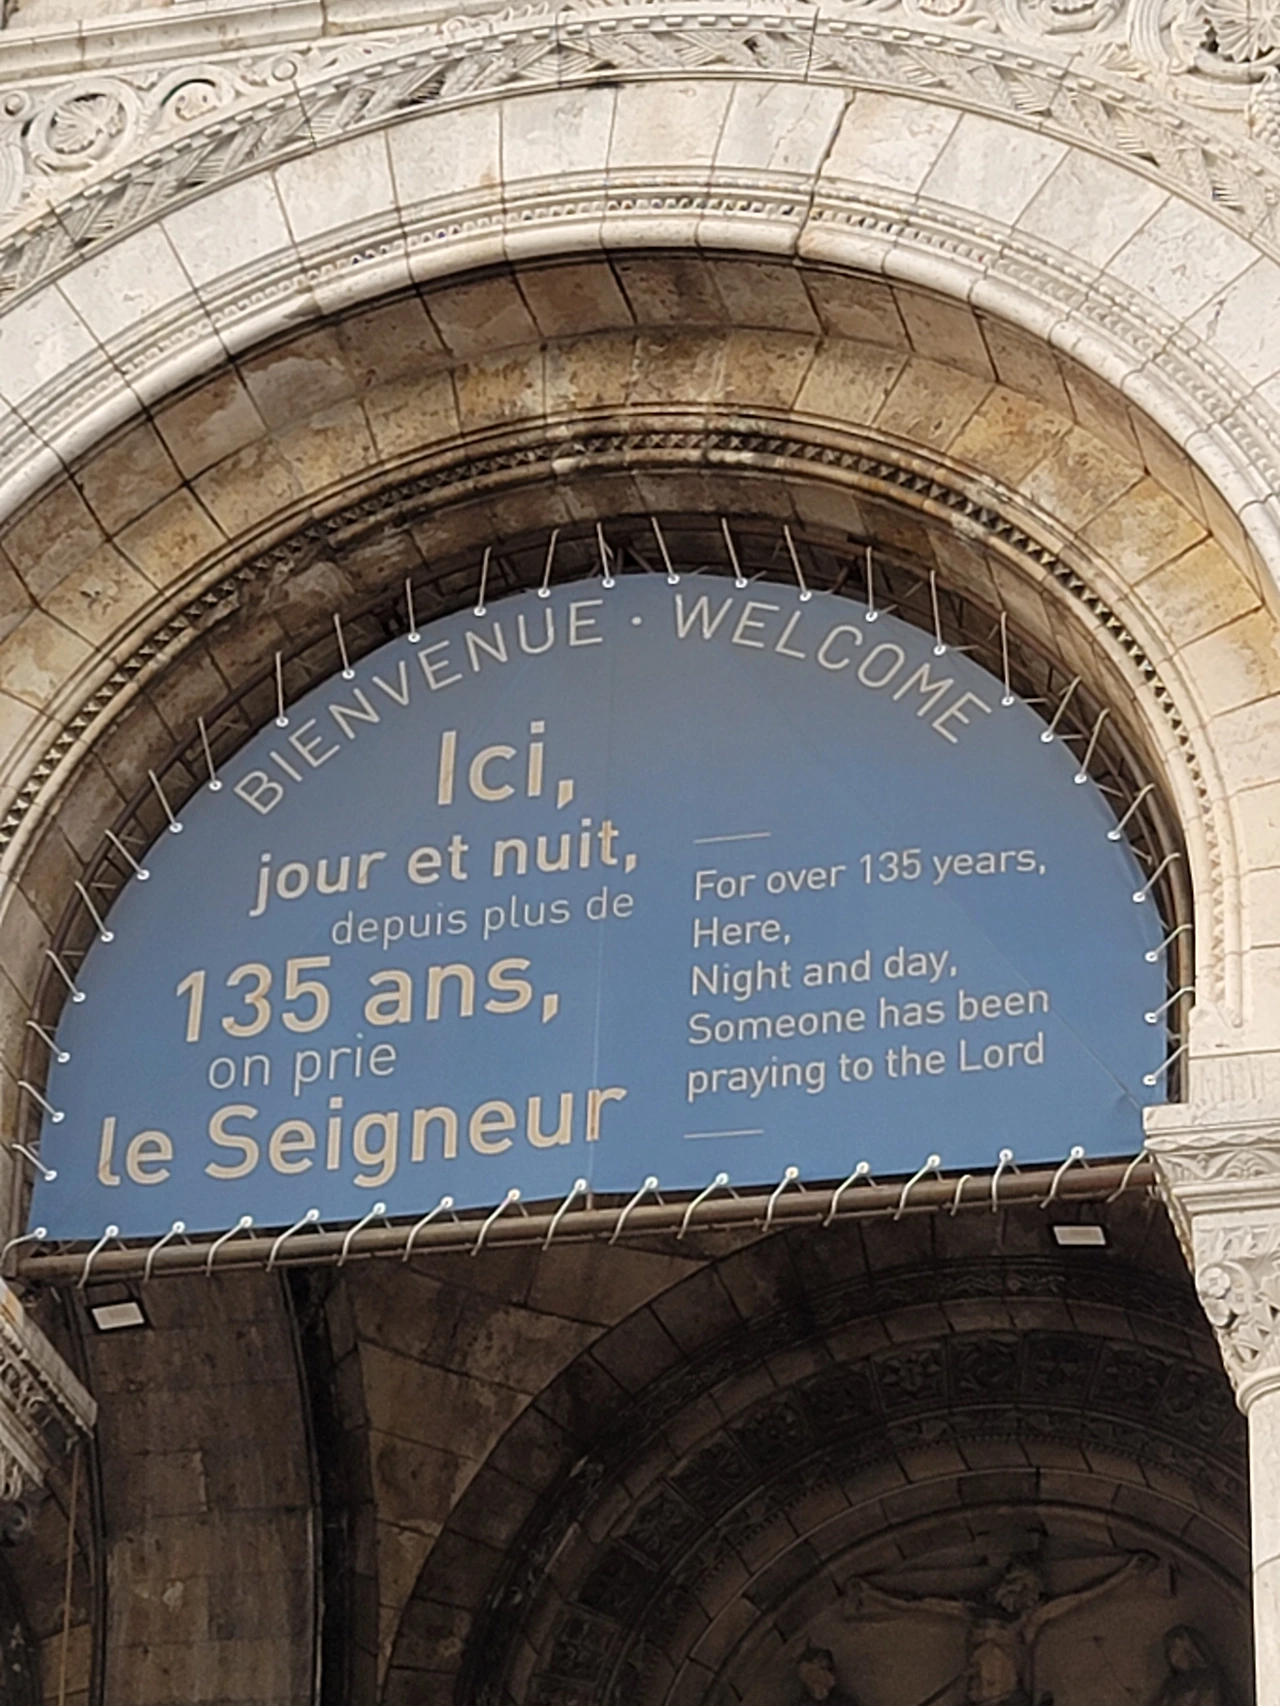 BIENVENUE · WELCOME
Ici,
jour et nuit,
depuis plus de
135 ans,
on prie
le Seigneur
For over 135 years,
Here,
Night and day,
Someone has been
praying to the Lord